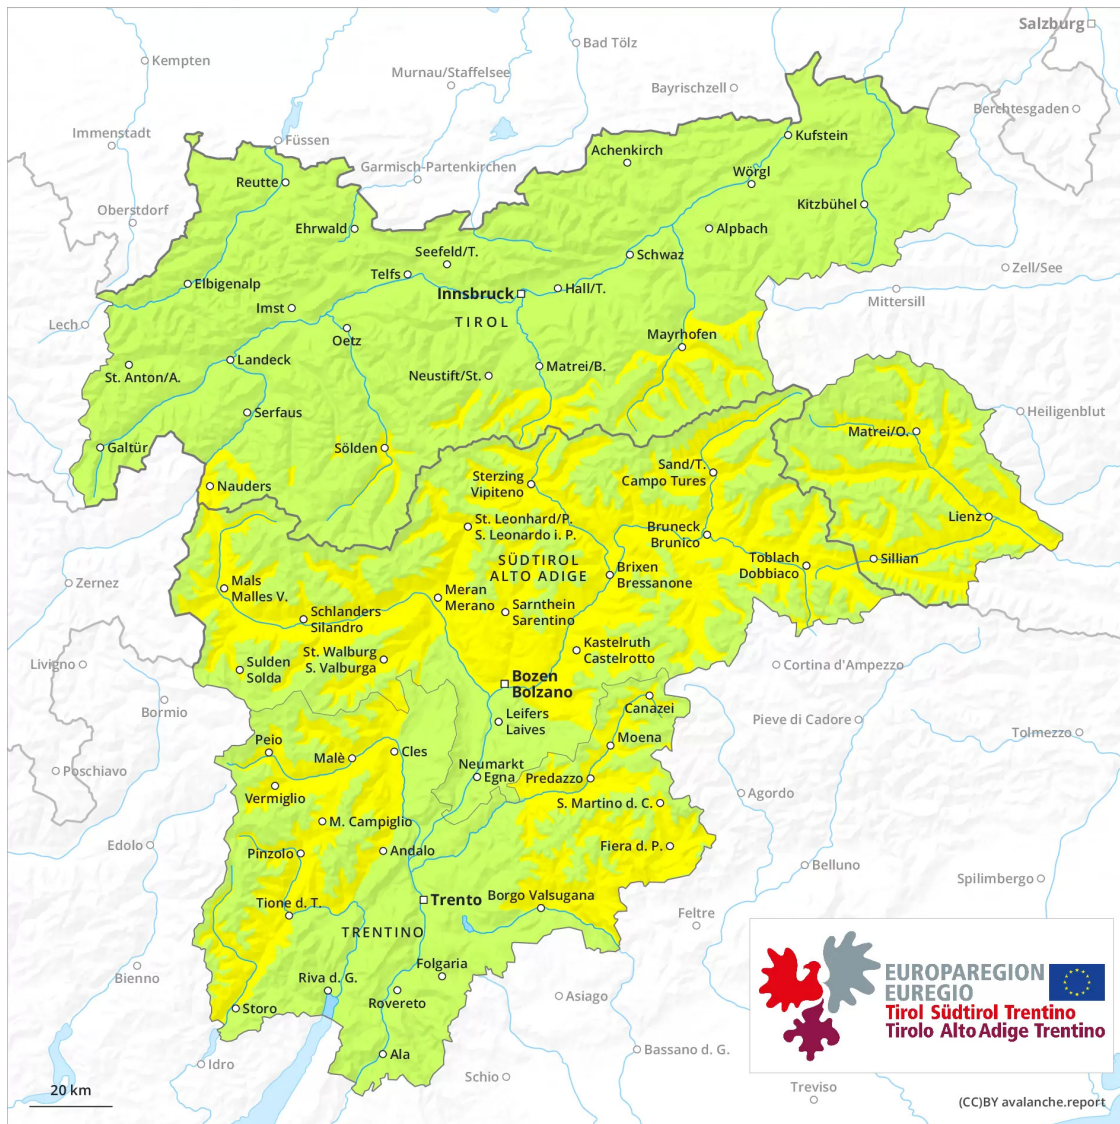 Salzburg
Bad Tölz
Kempten
Murnau/Staffelsee
Bayrischzell
Berchtesgaden
Immenstadt
Füssen
Kufstein
Achenkirch
Garmisch-Partenkirchen
Wörgl
Reutte
Kitzbühel
Oberstdorf
Ehrwald
Alpbach
Seefeld/T.
Schwaz
Telfs
Zell/See
Elbigenalp
Innsbruck
Hall/T.
Mittersill
Imst
TIROL
Lech
Mayrhofen
Oetz
Landeck
Matrei/B.
St. Anton/A.
Neustift/St.
Serfaus
Heiligenblut
Matrei/O.
Galtür
Sölden
Sand/T.
Campo Tures
Sterzing
Vipiteno
Nauders
Lienz
St. Leonhard/P.
S. Leonardo i. P.
Bruneck
Brunico
SÜDTIROL
ALTO ADIGE
Toblach
Dobbiaco
Sillian
Brixen
Bressanone
Zernez
Mals
Malles V.
Meran
Merano
Schlanders
Silandro
Sarnthein
Sarentino
Kastelruth
Castelrotto
St. Walburg
S. Valburga
Livigno
Sulden
Solda
Cortina d'Ampezzo
Bozen
Bolzano
Canazei
Bormio
Leifers
Laives
Pieve di Cadore
Tolmezzo
Peio
Moena
Cles
Malè
Poschiavo
Neumarkt
Egna
Predazzo
Vermiglio
Agordo
S. Martino d. C.
M. Campiglio
Edolo
Pinzolo
Andalo
Fiera d. P.
Belluno
Spilimbergo
Trento
Borgo Valsugana
Tione d. T.
Feltre
TRENTINO
Folgaria
Bienno
Riva d. G.
Rovereto
Asiago
Storo
Ala
Bassano d. G.
Idro
Schio
Treviso
EUROPAREGION
EUREGIO
Tirol Südtirol Trentino
Tirolo Alto Adige Trentino
20 km
(CC)BY avalanche.report